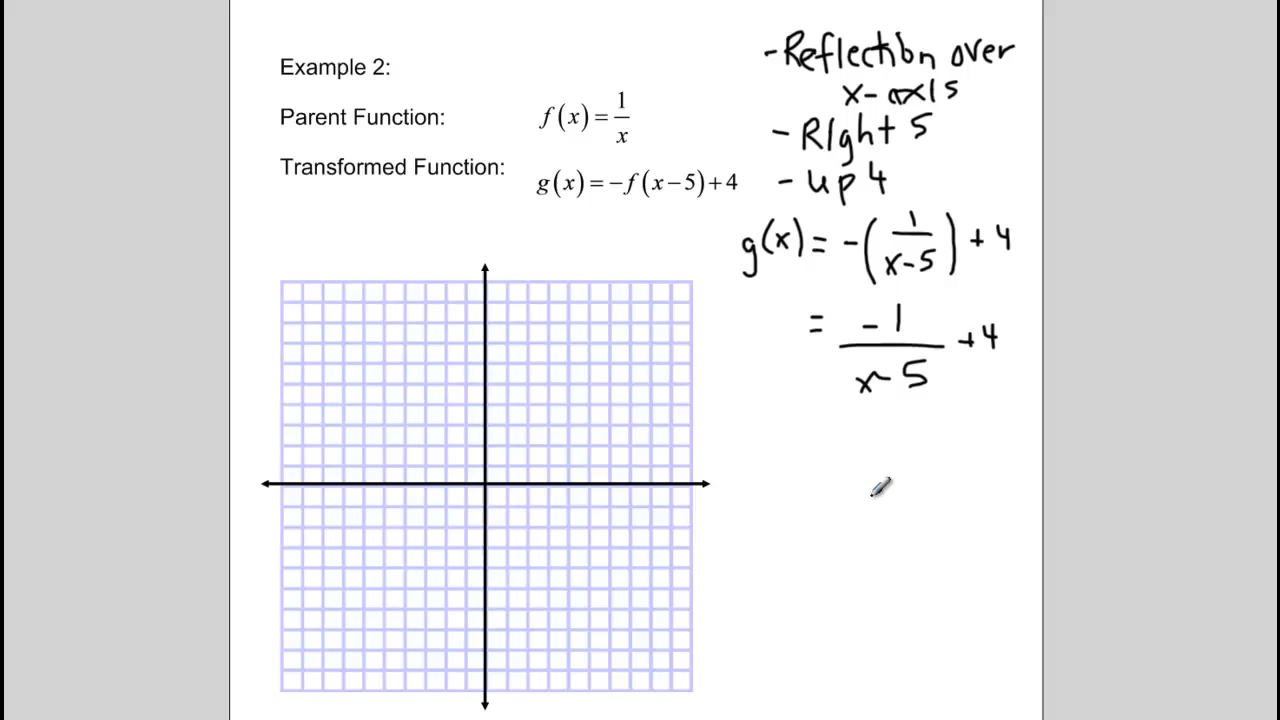 Example 2:
Parent Function: f(x) = 1/x
Transformed Function: g(x) = −f(x−5)+4
- Reflection over
x-axis
- Right 5
- up 4
g(x) = -(1/(x-5)) + 4
= -1/(x-5) + 4